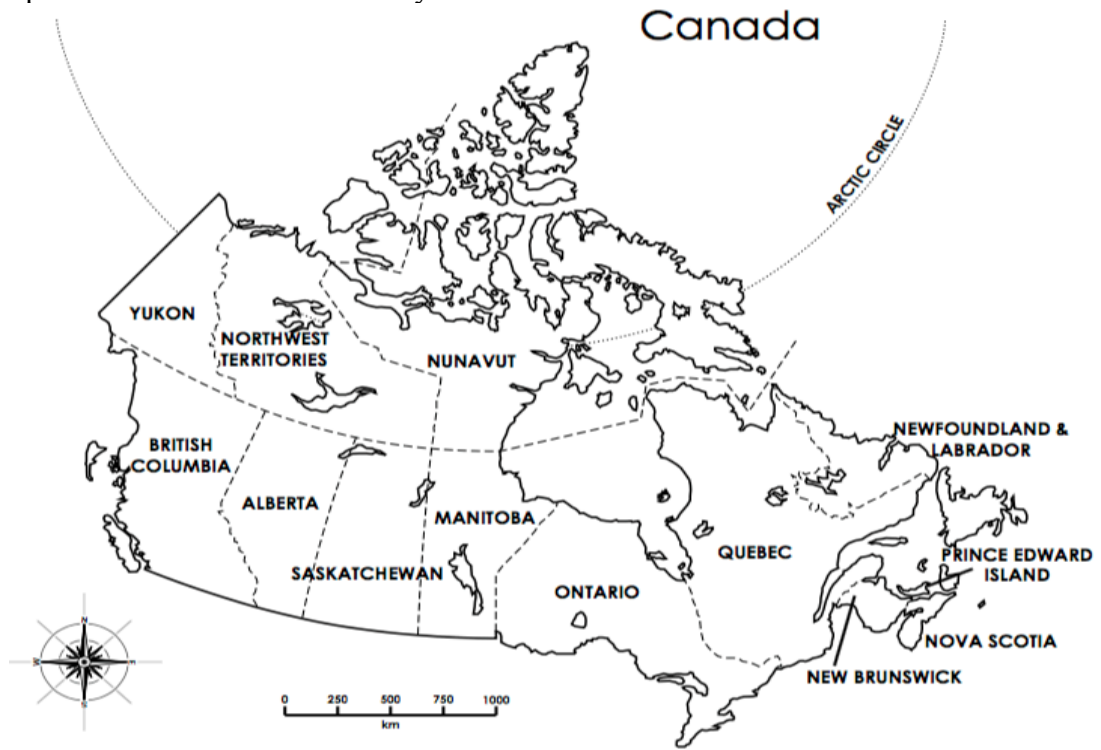 Canada
ARCTIC CIRCLE
YUKON
NORTHWEST
TERRITORIES
NUNAVUT
BRITISH
COLUMBIA
NEWFOUNDLAND &
LABRADOR
ALBERTA
MANITOBA
SASKATCHEWAN
ONTARIO
QUEBEC
PRINCE EDWARD
ISLAND
NOVA SCOTIA
NEW BRUNSWICK
N
W
E
S
0 250 500 750 1000
km